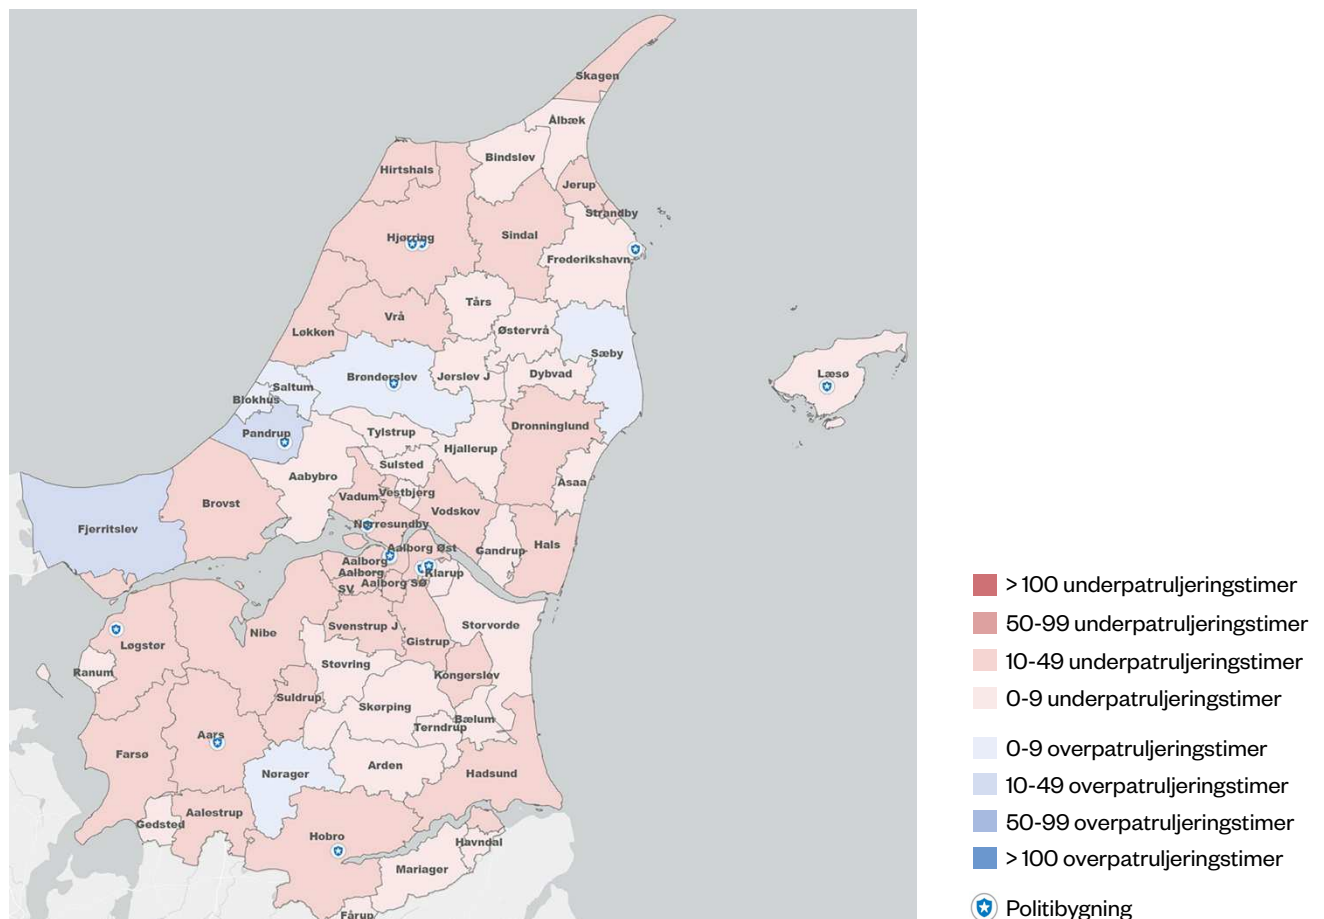 Skagen
Ålbæk
Bindslev
Hirtshals
Jerup
Strandby
Hjørring
Sindal
Frederikshavn
Tårs
Vrå
Østervrå
Løkken
Sæby
Læsø
Brønderslev
Jerslev J
Dybvad
Saltum
Blokhus
Pandrup
Tylstrup
Dronninglund
Hjallerup
Sulsted
Aabybro
Asaa
Vadum
Vestbjerg
Brovst
Vodskov
Fjerritslev
Nørresundby
Aalborg Øst
Gandrup
Hals
Aalborg
Aalborg
SV
Aalborg SØ
Klarup
Svenstrup J
Storvorde
Nibe
Gistrup
Løgstør
Støvring
Ranum
Kongerslev
Suldrup
Skørping
Bælum
Terndrup
Aars
Farsø
Arden
Nørager
Hadsund
Aalestrup
Gedsted
Hobro
Havndal
Mariager
Fårup
> 100 underpatruljeringstimer
50-99 underpatruljeringstimer
10-49 underpatruljeringstimer
0-9 underpatruljeringstimer
0-9 overpatruljeringstimer
10-49 overpatruljeringstimer
50-99 overpatruljeringstimer
> 100 overpatruljeringstimer
Politibygning